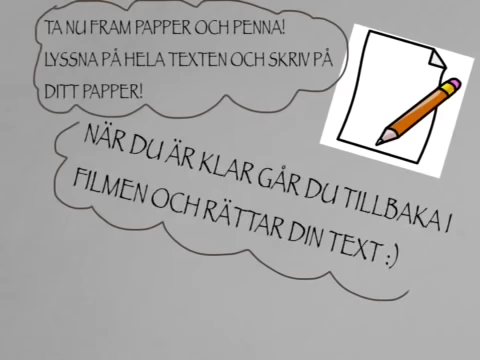 TA NU FRAM PAPPER OCH PENNA!
LYSSNA PÅ HELA TEXTEN OCH SKRIV PÅ
DITT PAPPER!
NÄR DU ÄR KLAR GÅR DU TILLBAKA I
FILMEN OCH RÄTTAR DIN TEXT :)